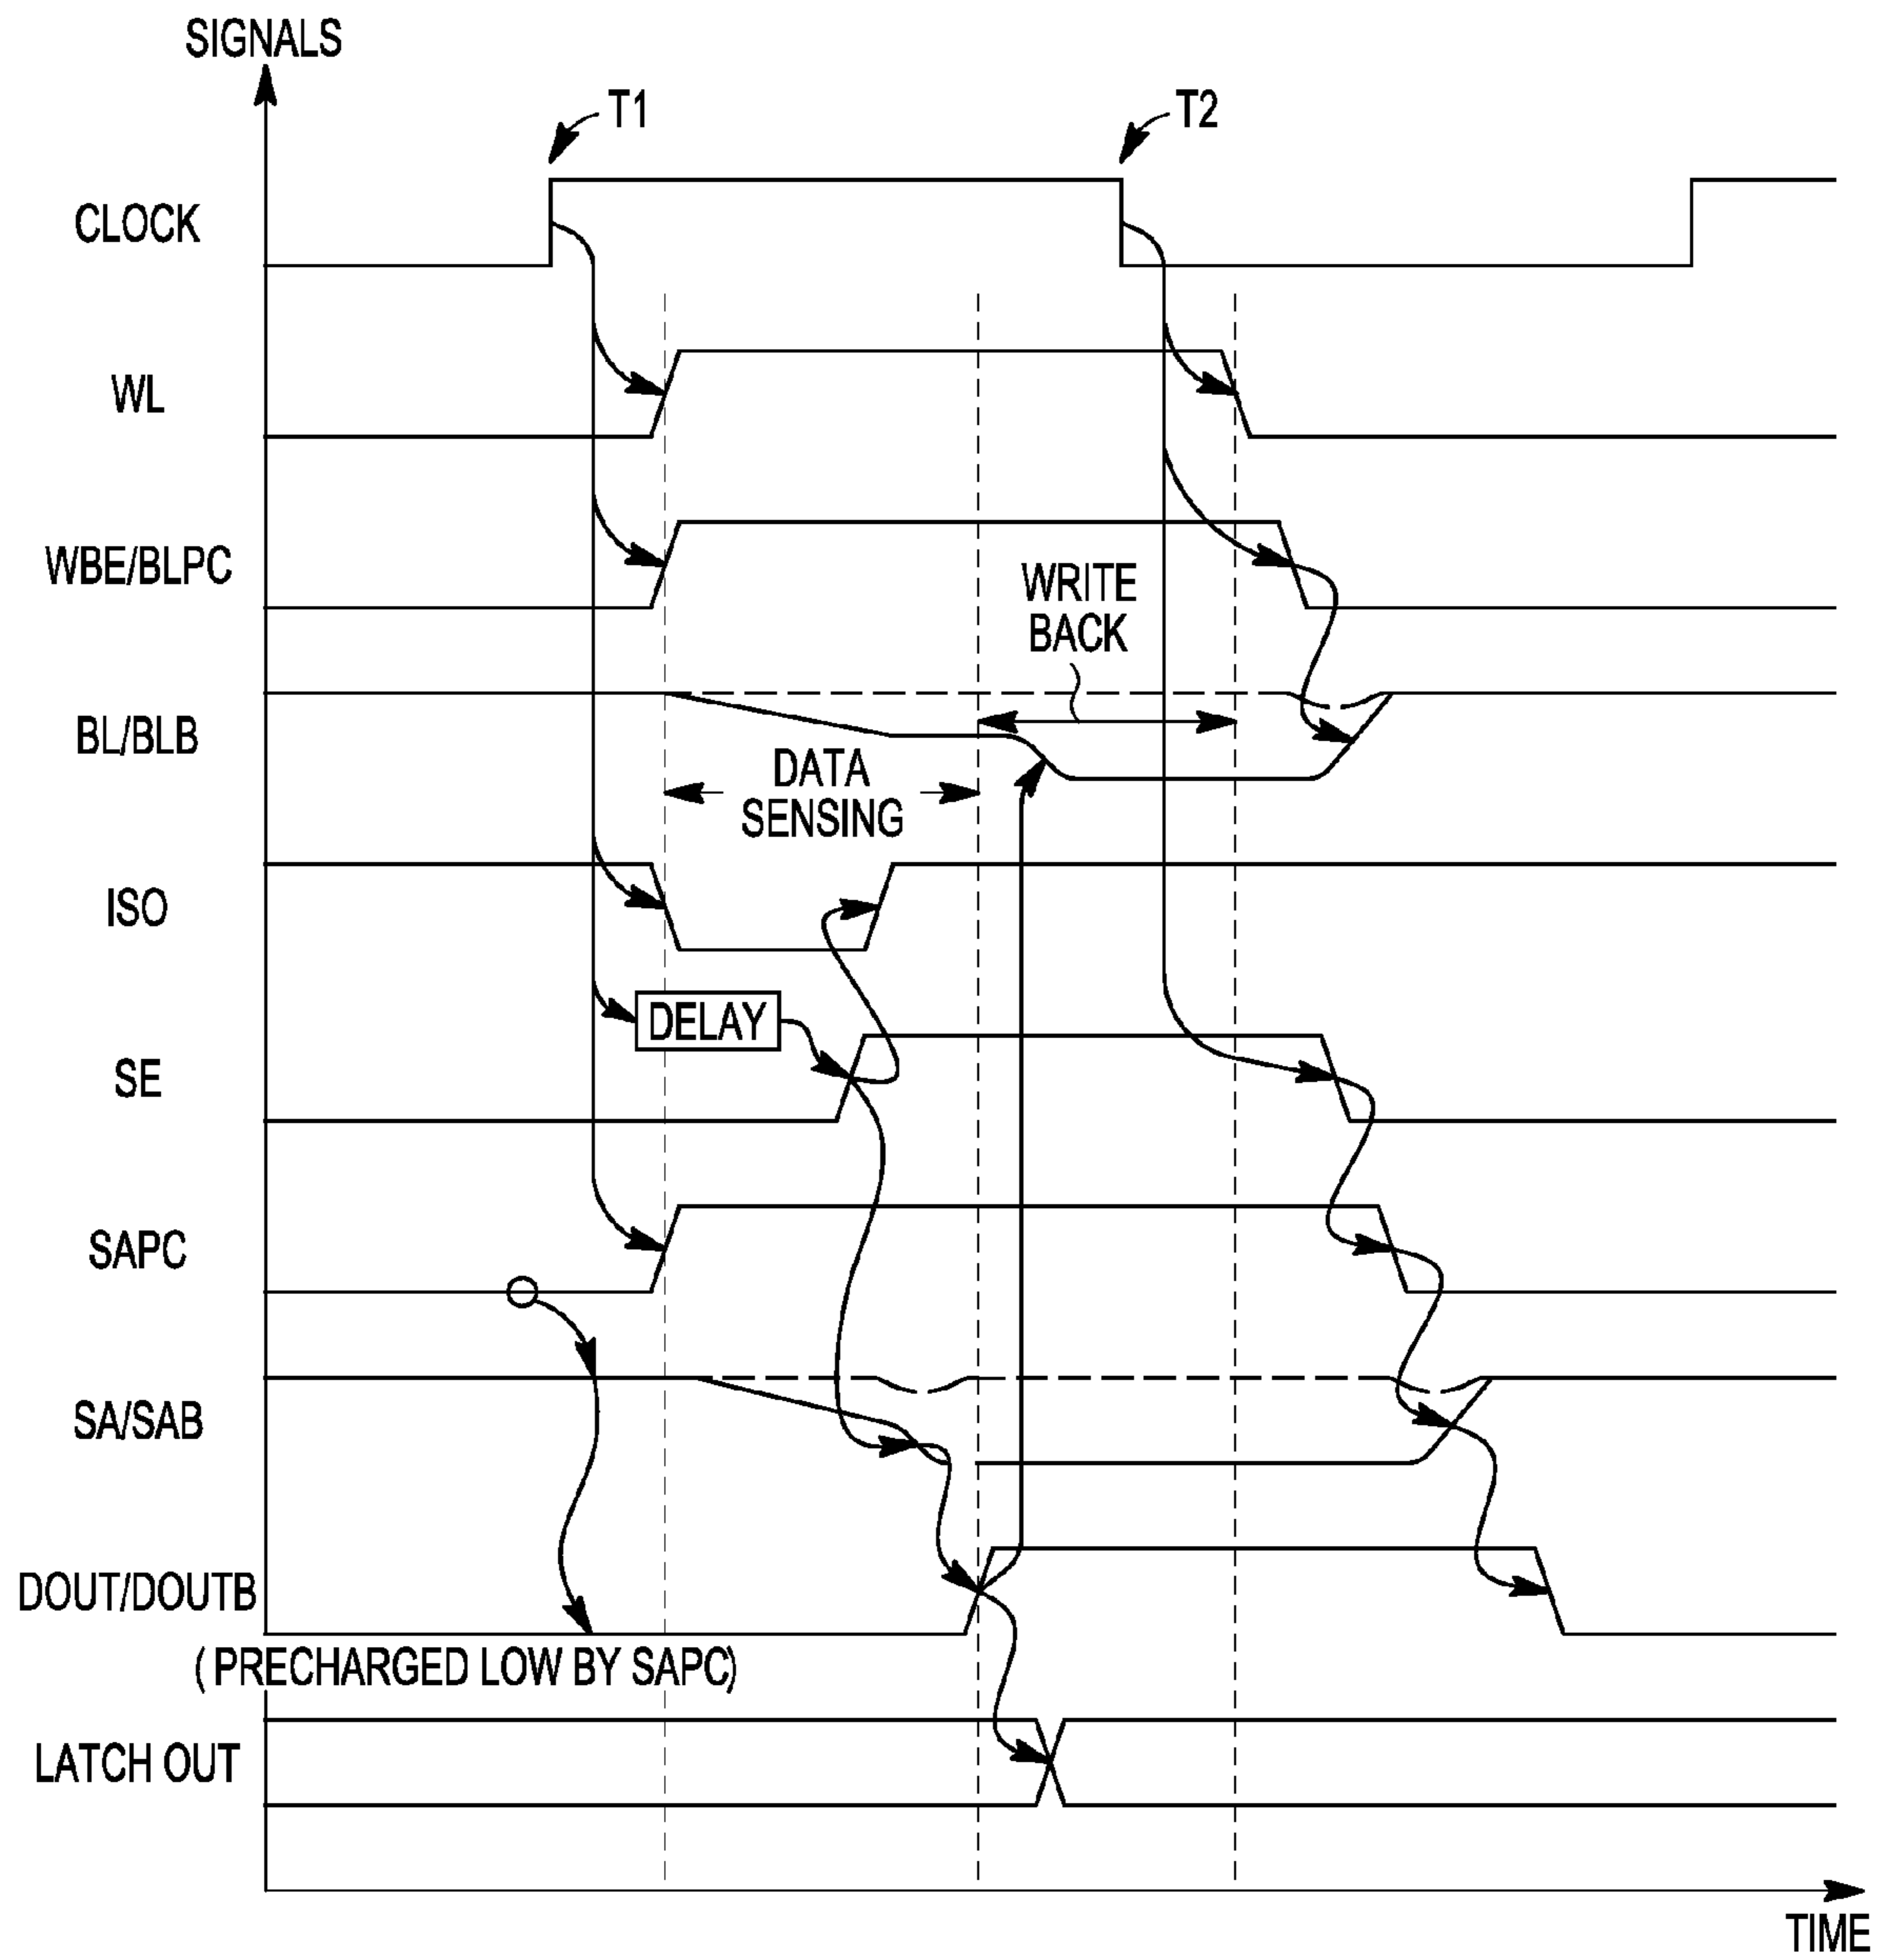 SIGNALS
T1
T2
CLOCK
WL
WBE/BLPC
WRITE
BACK
BL/BLB
DATA
SENSING
ISO
DELAY
SE
SAPC
SA/SAB
DOUT/DOUTB
( PRECHARGED LOW BY SAPC)
LATCH OUT
TIME